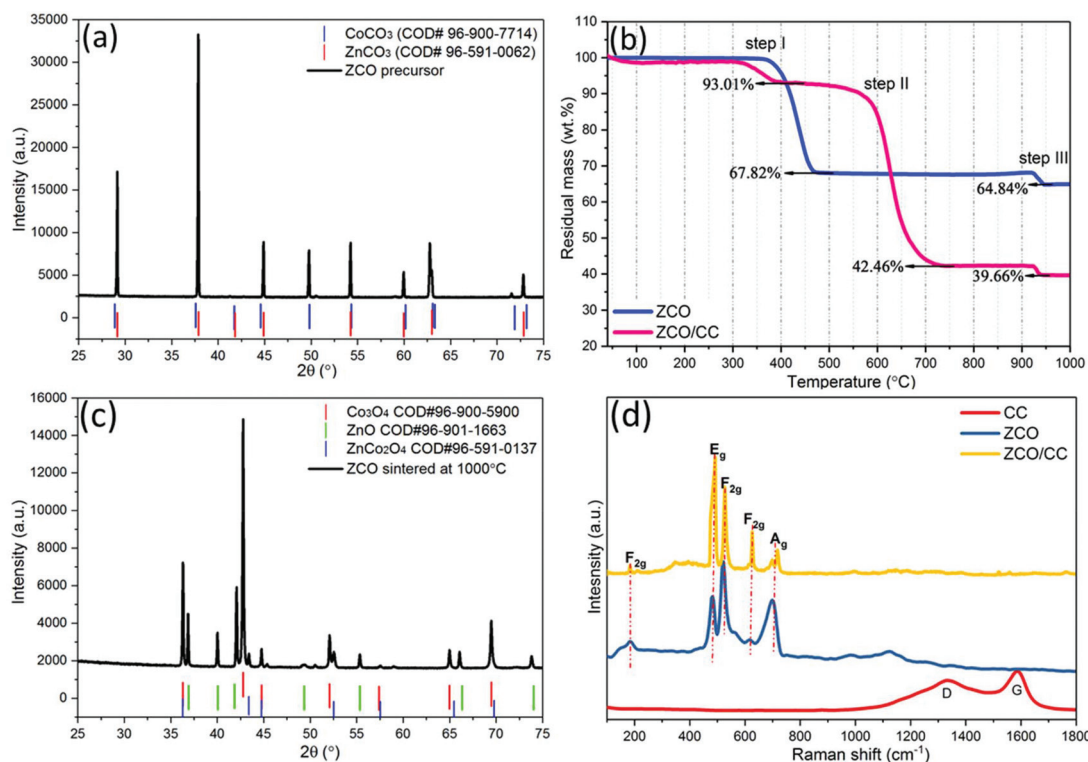 (a)
CoCO₃ (COD# 96-900-7714)
ZnCO₃ (COD# 96-591-0062)
ZCO precursor
35000
30000
25000
20000
15000
10000
5000
0
Intensity (a.u.)
25 30 35 40 45 50 55 60 65 70 75
2θ (°)
(b)
step I
step II
step III
93.01%
67.82%
64.84%
42.46%
39.66%
ZCO
ZCO/CC
110
100
90
80
70
60
50
40
30
20
Residual mass (wt.%)
100 200 300 400 500 600 700 800 900 1000
Temperature (°C)
(c)
Co₃O₄ COD#96-900-5900
ZnO COD#96-901-1663
ZnCo₂O₄ COD#96-591-0137
ZCO sintered at 1000°C
16000
14000
12000
10000
8000
6000
4000
2000
0
Intensity (a.u.)
25 30 35 40 45 50 55 60 65 70 75
2θ (°)
(d)
CC
ZCO
ZCO/CC
F2g
Eg
F2g
F2g
Ag
D
G
Intensnity (a.u.)
200 400 600 800 1000 1200 1400 1600 1800
Raman shift (cm⁻¹)